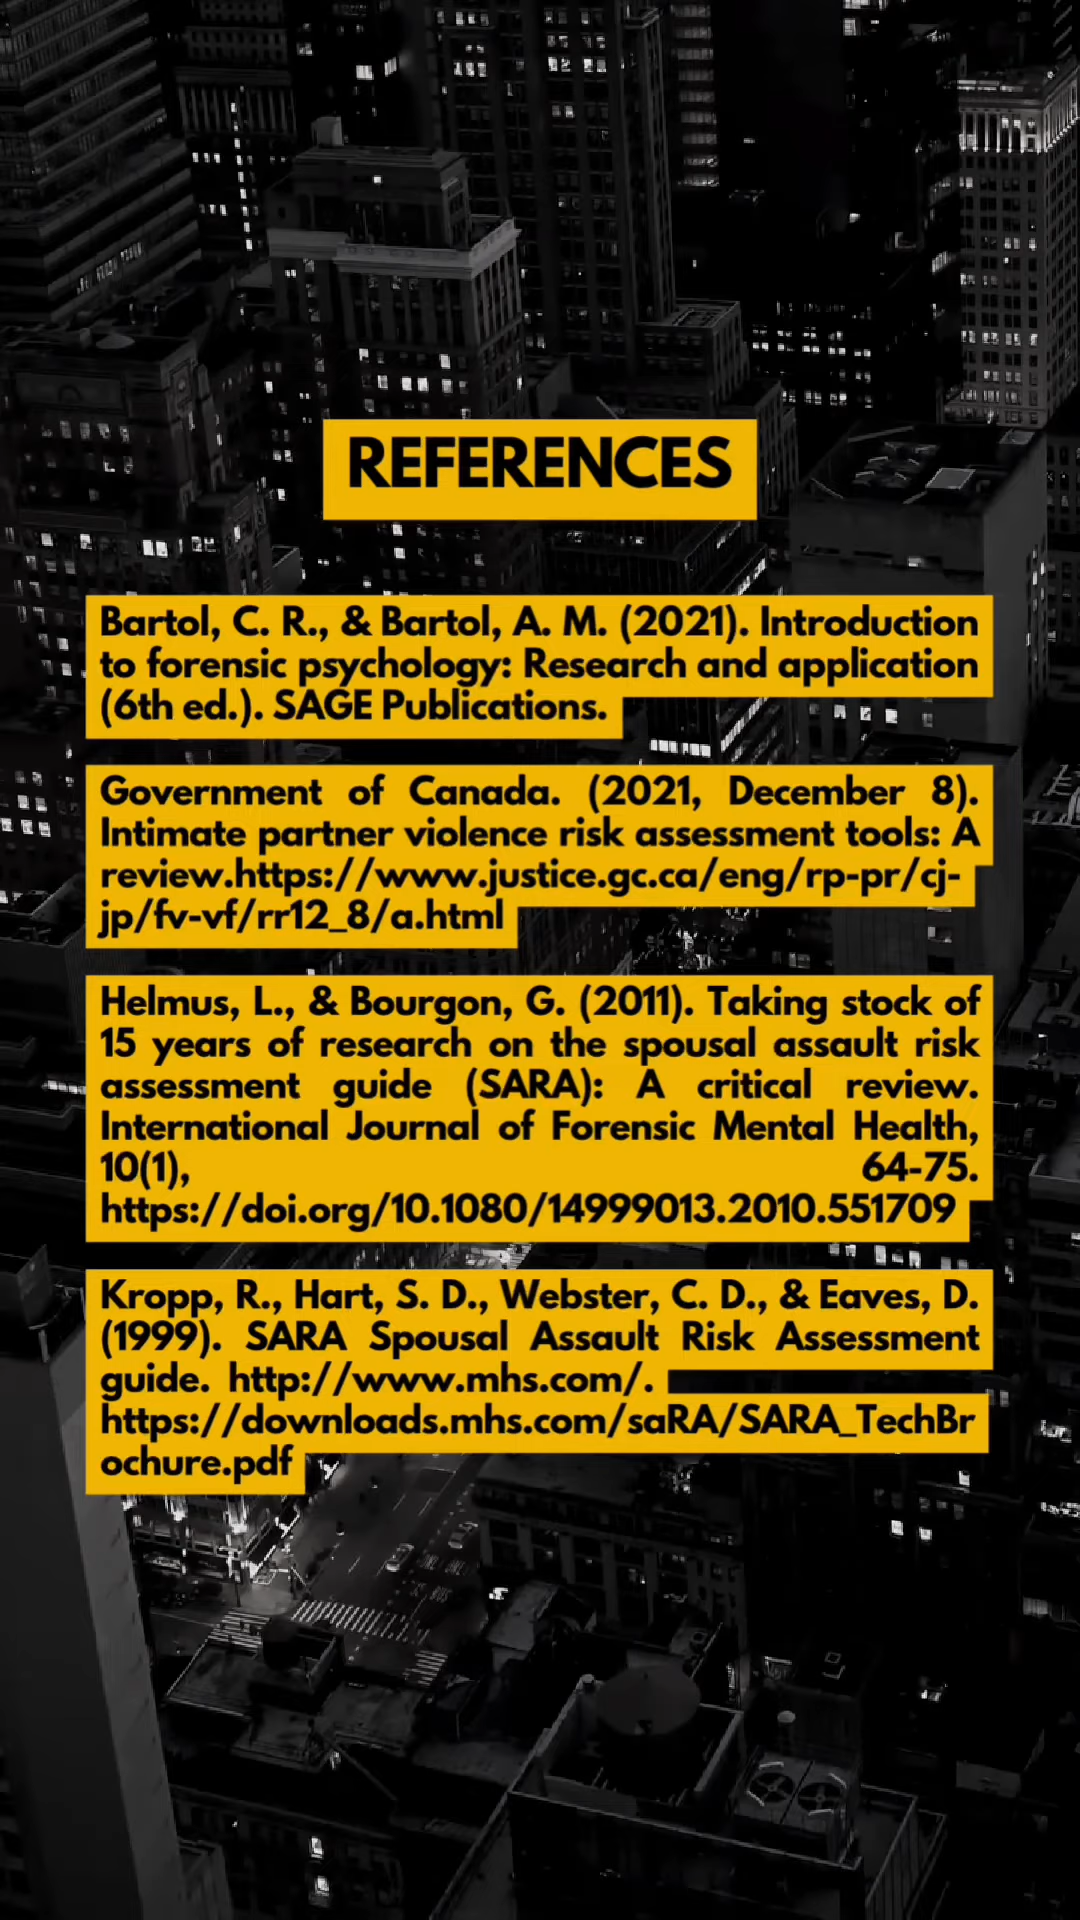 REFERENCES
Bartol, C. R., & Bartol, A. M. (2021). Introduction
to forensic psychology: Research and application
(6th ed.). SAGE Publications.
Government of Canada. (2021, December 8).
Intimate partner violence risk assessment tools: A
review.https://www.justice.gc.ca/eng/rp-pr/cj-
jp/fv-vf/rr12_8/a.html
Helmus, L., & Bourgon, G. (2011). Taking stock of
15 years of research on the spousal assault risk
assessment guide (SARA): A critical review.
International Journal of Forensic Mental Health,
10(1), 64-75.
https://doi.org/10.1080/14999013.2010.551709
Kropp, R., Hart, S. D., Webster, C. D., & Eaves, D.
(1999). SARA Spousal Assault Risk Assessment
guide. http://www.mhs.com/.
https://downloads.mhs.com/saRA/SARA_TechBr
ochure.pdf